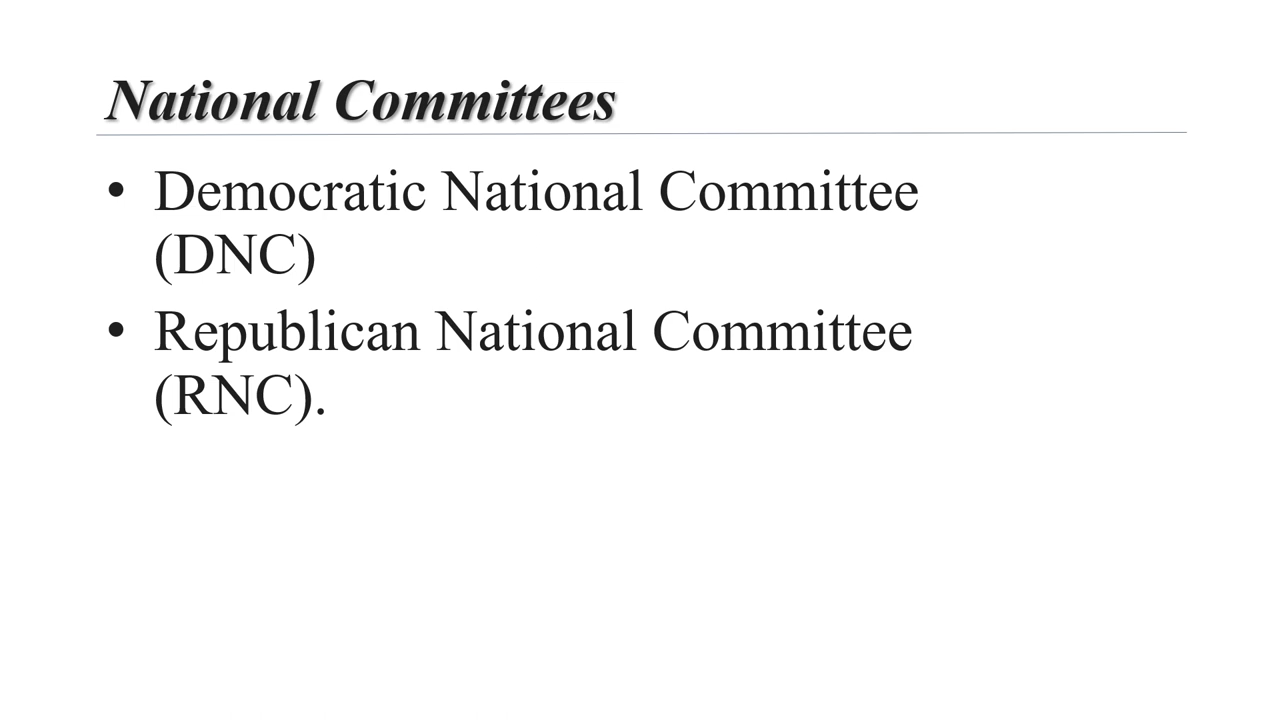 National Committees
• Democratic National Committee
(DNC)
• Republican National Committee
(RNC).